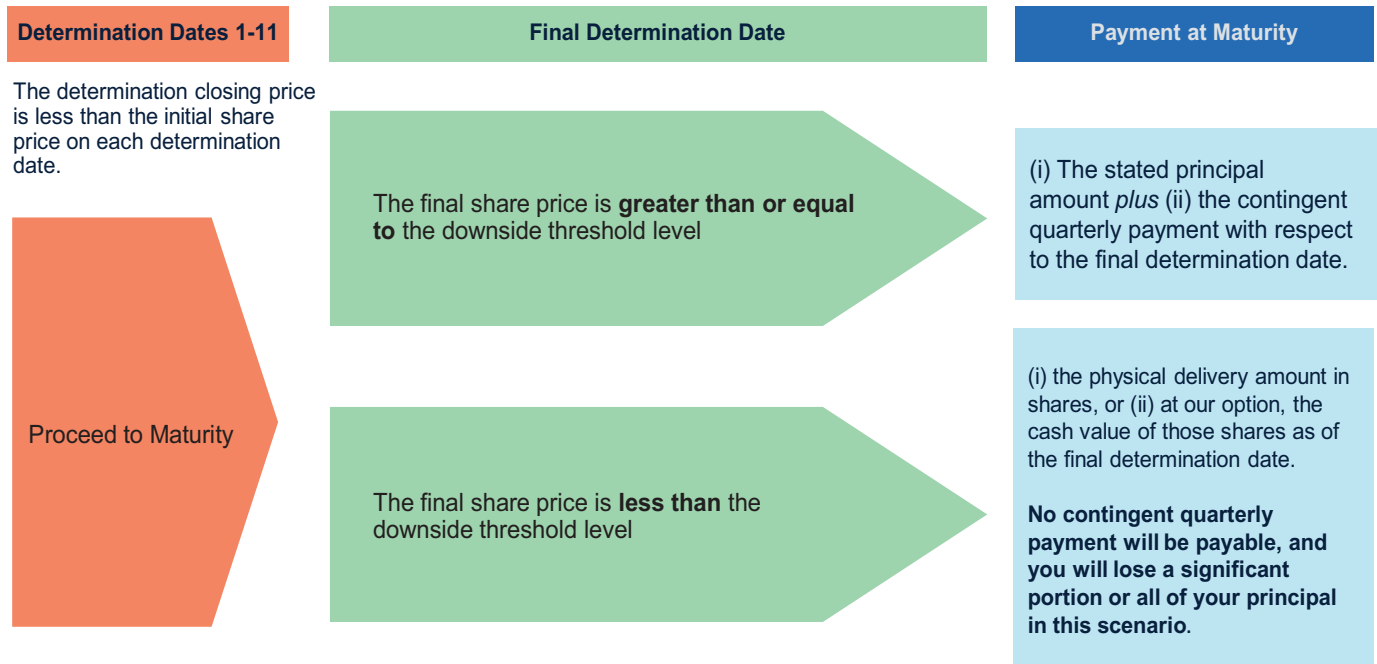 Determination Dates 1-11
Final Determination Date
Payment at Maturity
The determination closing price
is less than the initial share
price on each determination
date.
Proceed to Maturity
The final share price is greater than or equal
to the downside threshold level
(i) The stated principal
amount plus (ii) the contingent
quarterly payment with respect
to the final determination date.
The final share price is less than the
downside threshold level
(i) the physical delivery amount in
shares, or (ii) at our option, the
cash value of those shares as of
the final determination date.
No contingent quarterly
payment will be payable, and
you will lose a significant
portion or all of your principal
in this scenario.